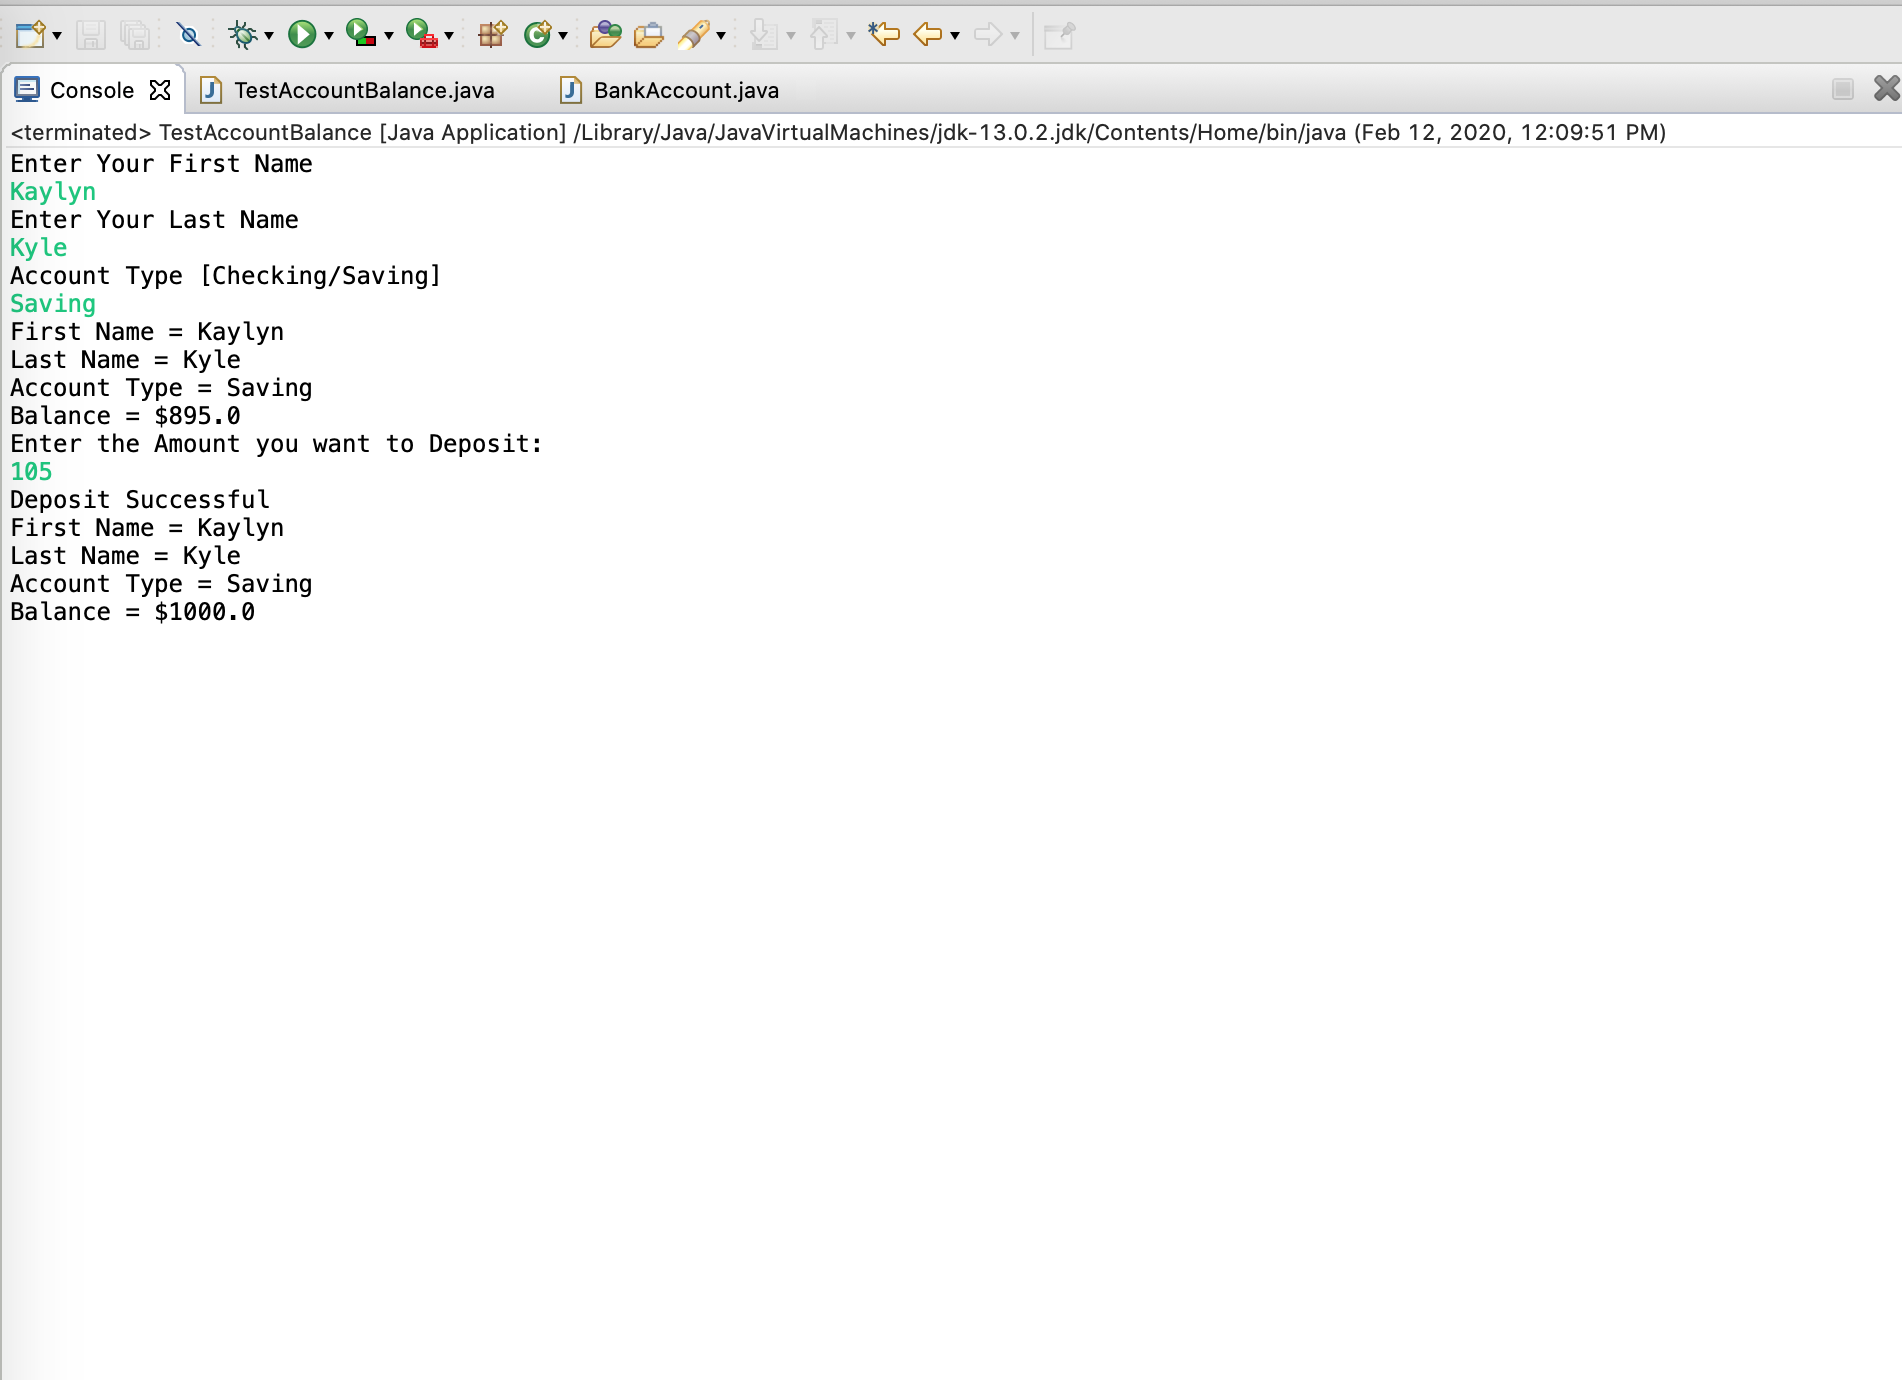 Console TestAccountBalance.java BankAccount.java
<terminated> TestAccountBalance [Java Application] /Library/Java/JavaVirtualMachines/jdk-13.0.2.jdk/Contents/Home/bin/java (Feb 12, 2020, 12:09:51 PM)
Enter Your First Name
Kaylyn
Enter Your Last Name
Kyle
Account Type [Checking/Saving]
Saving
First Name = Kaylyn
Last Name = Kyle
Account Type = Saving
Balance = $895.0
Enter the Amount you want to Deposit:
105
Deposit Successful
First Name = Kaylyn
Last Name = Kyle
Account Type = Saving
Balance = $1000.0